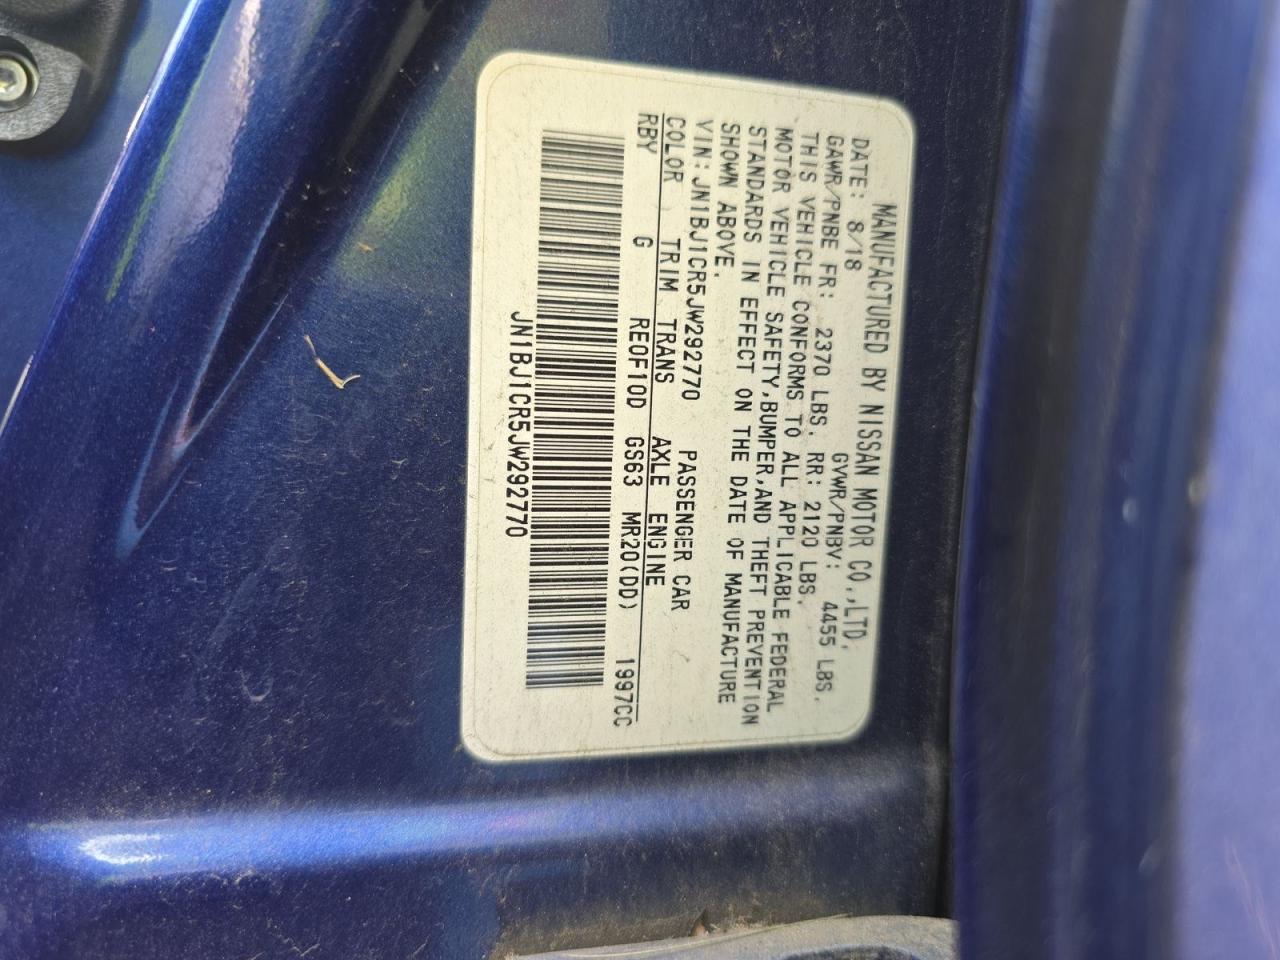 MANUFACTURED BY NISSAN MOTOR CO.,LTD.
DATE: 8/18 GVWR/PNBV: 4455 LBS.
GAWR/PNBE FR: 2370 LBS. RR: 2120 LBS.
THIS VEHICLE CONFORMS TO ALL APPLICABLE FEDERAL
MOTOR VEHICLE SAFETY,BUMPER,AND THEFT PREVENTION
STANDARDS IN EFFECT ON THE DATE OF MANUFACTURE
SHOWN ABOVE.
VIN:JN1BJ1CR5JW292770 PASSENGER CAR
COLOR TRIM TRANS AXLE ENGINE
RBY G RE0F10D GS63 MR20(DD) 1997CC
JN1BJ1CR5JW292770